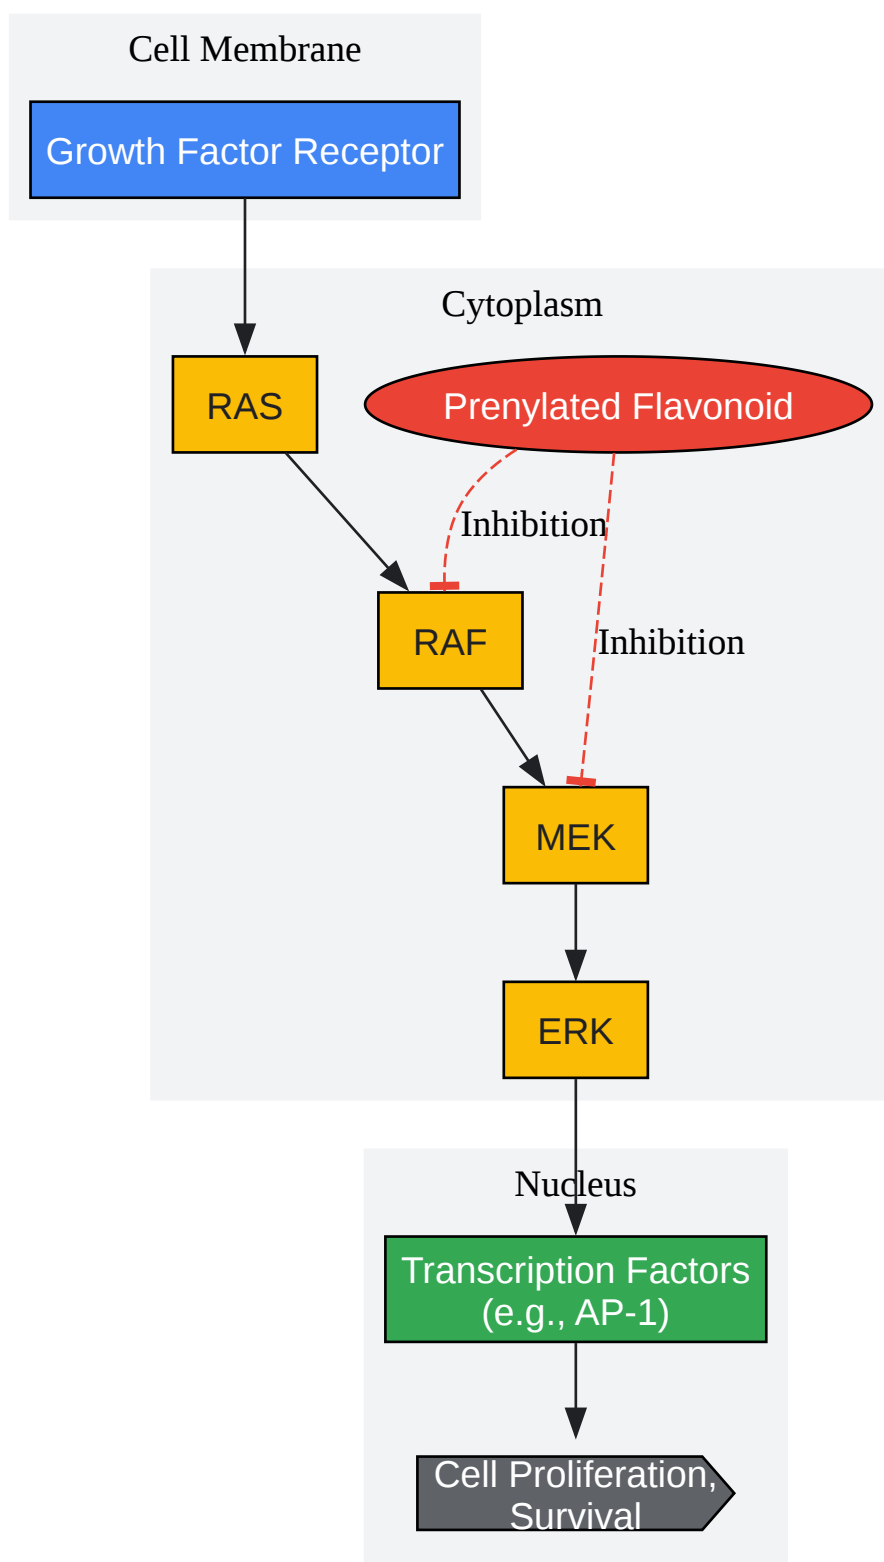 Cell Membrane
Growth Factor Receptor
Cytoplasm
RAS
Prenylated Flavonoid
Inhibition
RAF
Inhibition
MEK
ERK
Nucleus
Transcription Factors
(e.g., AP-1)
Cell Proliferation,
Survival